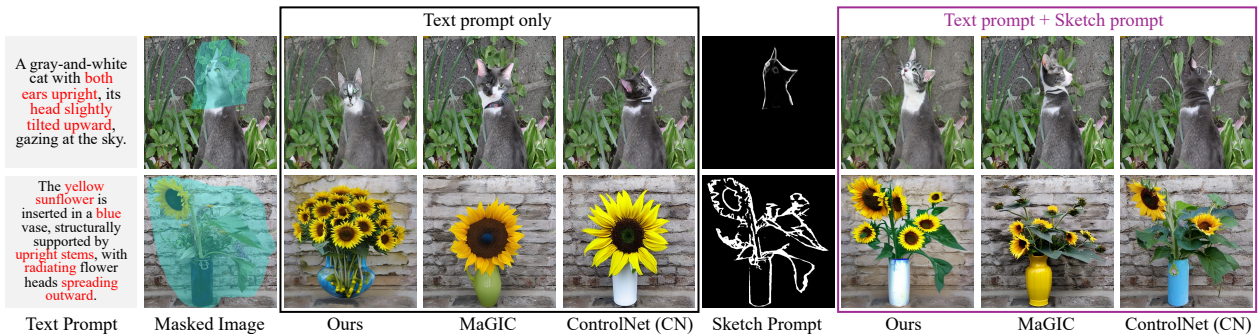 Text prompt only
Text prompt + Sketch prompt
A gray-and-white
cat with both
ears upright, its
head slightly
tilted upward,
gazing at the sky.
The yellow
sunflower is
inserted in a blue
vase, structurally
supported by
upright stems, with
radiating flower
heads spreading
outward.
Text Prompt
Masked Image
Ours
MaGIC
ControlNet (CN)
Sketch Prompt
Ours
MaGIC
ControlNet (CN)